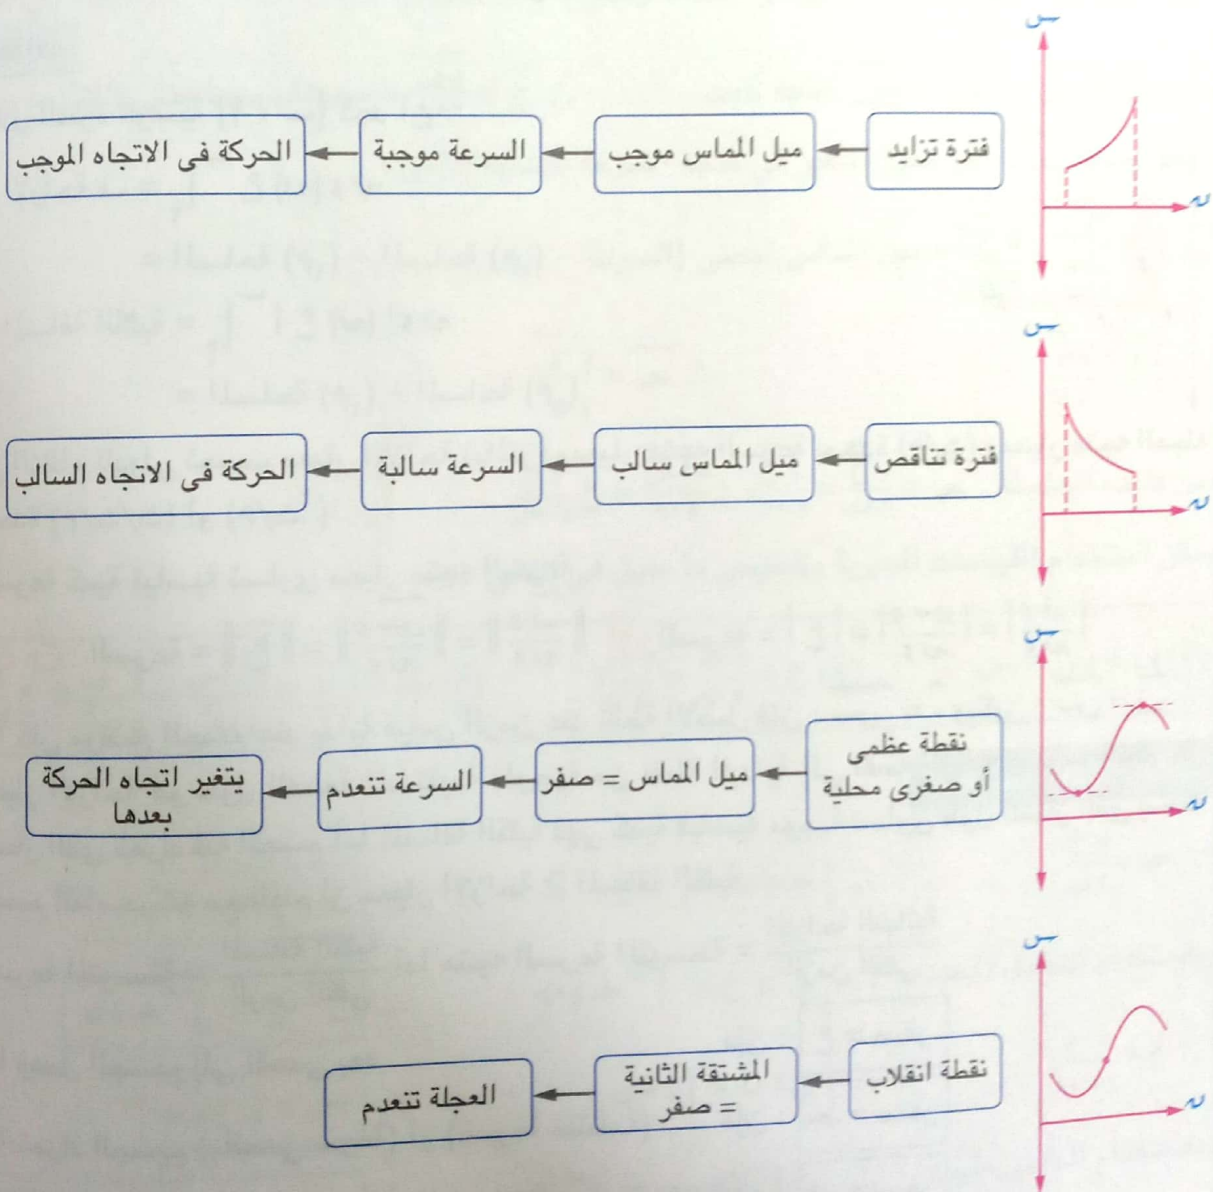 س
ن
فترة تزايد
ميل المماس موجب
السرعة موجبة
الحركة فى الاتجاه الموجب
س
ن
فترة تناقص
ميل المماس سالب
السرعة سالبة
الحركة فى الاتجاه السالب
س
ن
نقطة عظمى
أو صغرى محلية
ميل المماس = صفر
السرعة تنعدم
يتغير اتجاه الحركة
بعدها
س
ن
نقطة انقلاب
المشتقة الثانية
= صفر
العجلة تنعدم